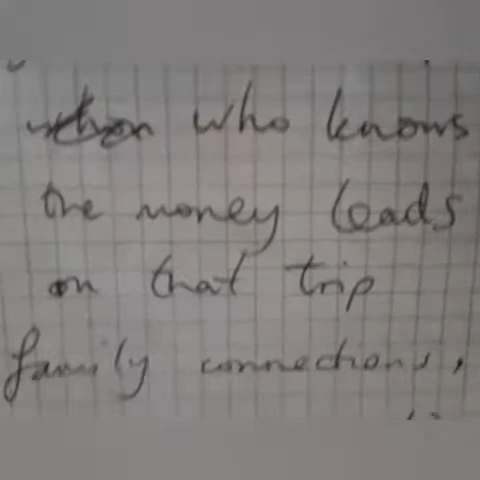 who knows
the money leads
on that trip
family connections,